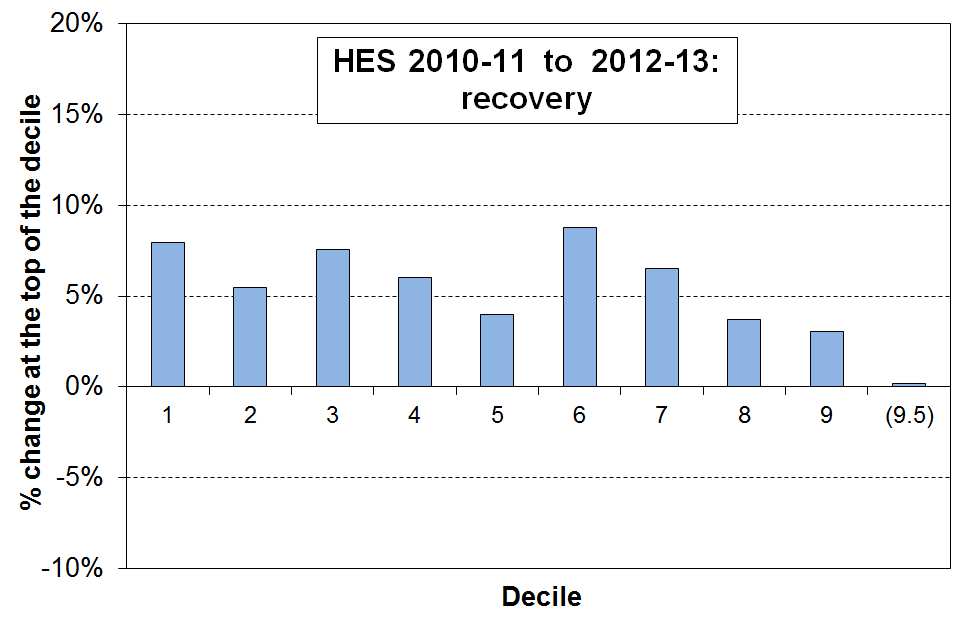 HES 2010-11 to 2012-13:
recovery
% change at the top of the decile
20%
15%
10%
5%
0%
-5%
-10%
1 2 3 4 5 6 7 8 9 (9.5)
Decile